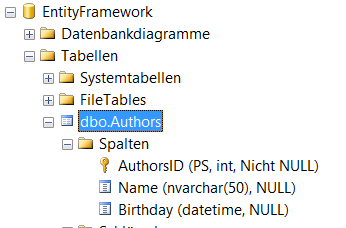 EntityFramework
Datenbankdiagramme
Tabellen
Systemtabellen
FileTables
dbo.Authors
Spalten
AuthorsID (PS, int, Nicht NULL)
Name (nvarchar(50), NULL)
Birthday (datetime, NULL)